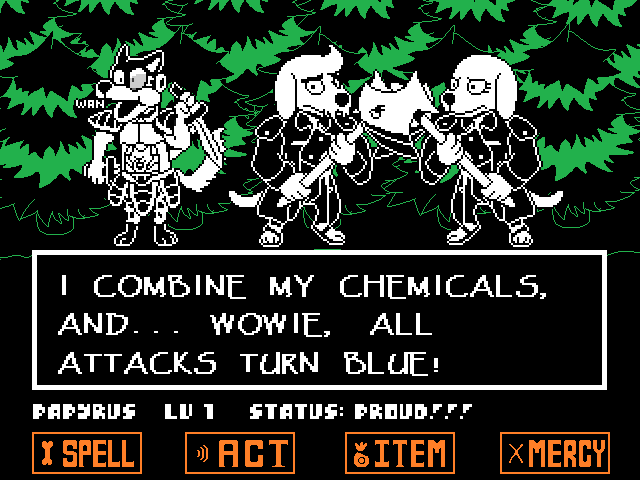 WAN
I COMBINE MY CHEMICALS,
AND... WOWIE, ALL
ATTACKS TURN BLUE!
PAPYRUS LV 1 STATUS: PROUD!!!
SPELL ACT ITEM MERCY